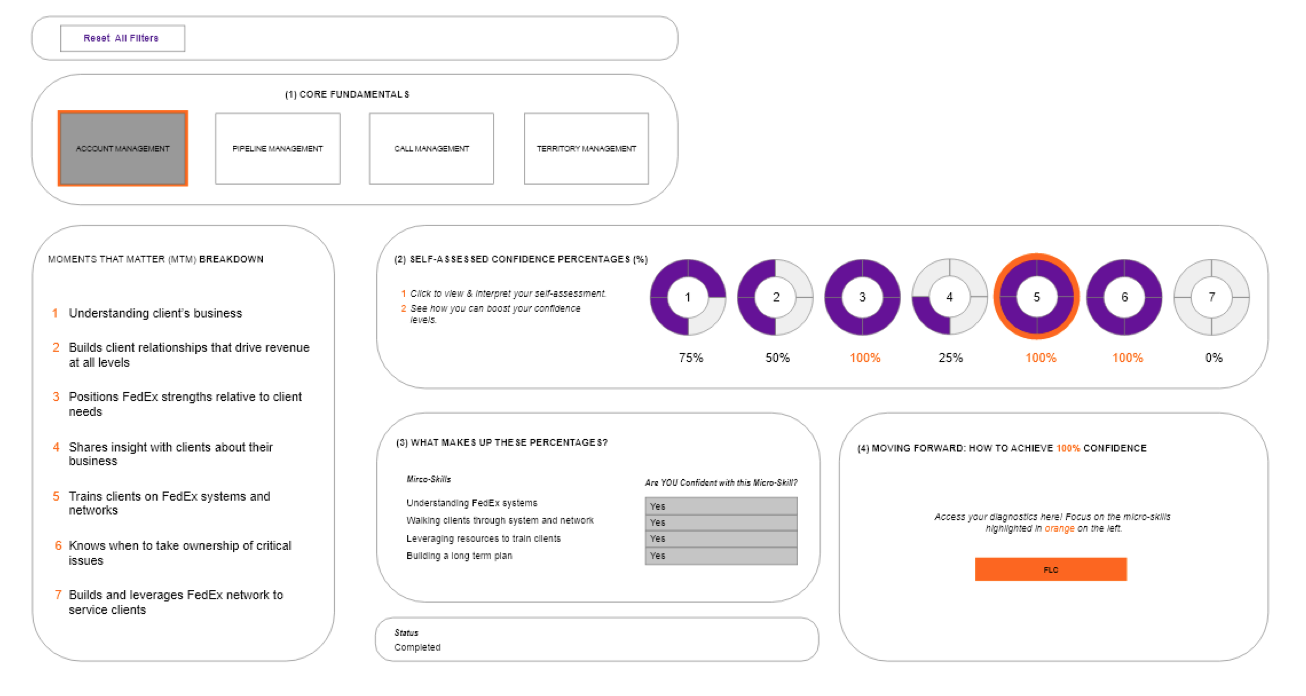 Reset All Filters
(1) CORE FUNDAMENTALS
ACCOUNT MANAGEMENT
PIPELINE MANAGEMENT
CALL MANAGEMENT
TERRITORY MANAGEMENT
MOMENTS THAT MATTER (MTM) BREAKDOWN
1 Understanding client's business
2 Builds client relationships that drive revenue
at all levels
3 Positions FedEx strengths relative to client
needs
4 Shares insight with clients about their
business
5 Trains clients on FedEx systems and
networks
6 Knows when to take ownership of critical
issues
7 Builds and leverages FedEx network to
service clients
(2) SELF-ASSESSED CONFIDENCE PERCENTAGES (%)
1 Click to view & interpret your self-assessment.
2 See how you can boost your confidence
levels.
1 2 3 4 5 6 7
75% 50% 100% 25% 100% 100% 0%
(3) WHAT MAKES UP THESE PERCENTAGES?
Mirco-Skills
Are YOU Confident with this Micro-Skill?
Understanding FedEx systems Yes
Walking clients through system and network Yes
Leveraging resources to train clients Yes
Building a long term plan Yes
Status
Completed
(4) MOVING FORWARD: HOW TO ACHIEVE 100% CONFIDENCE
Access your diagnostics here! Focus on the micro-skills
highlighted in orange on the left.
FLC